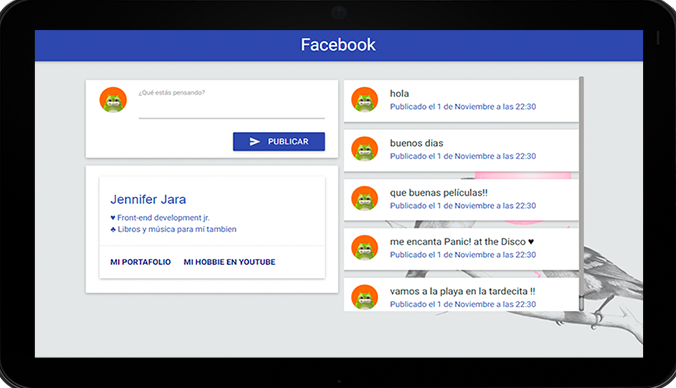 Facebook
¿Qué estás pensando?
PUBLICAR
Jennifer Jara
♥ Front-end development jr.
♣ Libros y música para mí tambien
MI PORTAFOLIO MI HOBBIE EN YOUTUBE
hola
Publicado el 1 de Noviembre a las 22:30
buenos dias
Publicado el 1 de Noviembre a las 22:30
que buenas películas!!
Publicado el 1 de Noviembre a las 22:30
me encanta Panic! at the Disco ♥
Publicado el 1 de Noviembre a las 22:30
vamos a la playa en la tardecita !!
Publicado el 1 de Noviembre a las 22:30